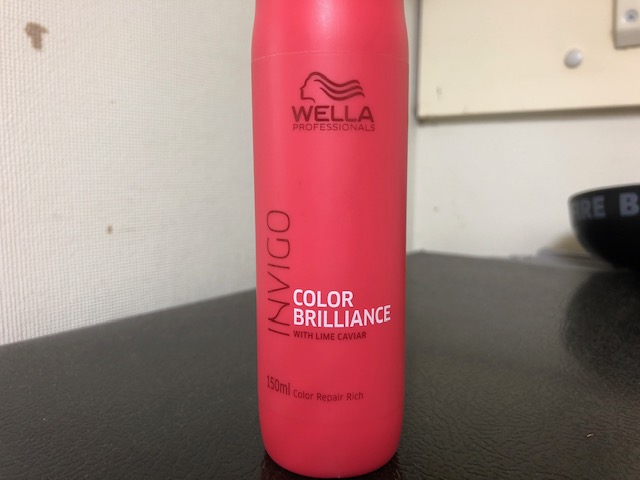 WELLA
PROFESSIONALS
INVIGO
COLOR
BRILLIANCE
WITH LIME CAVIAR
150ml Color Repair Rich